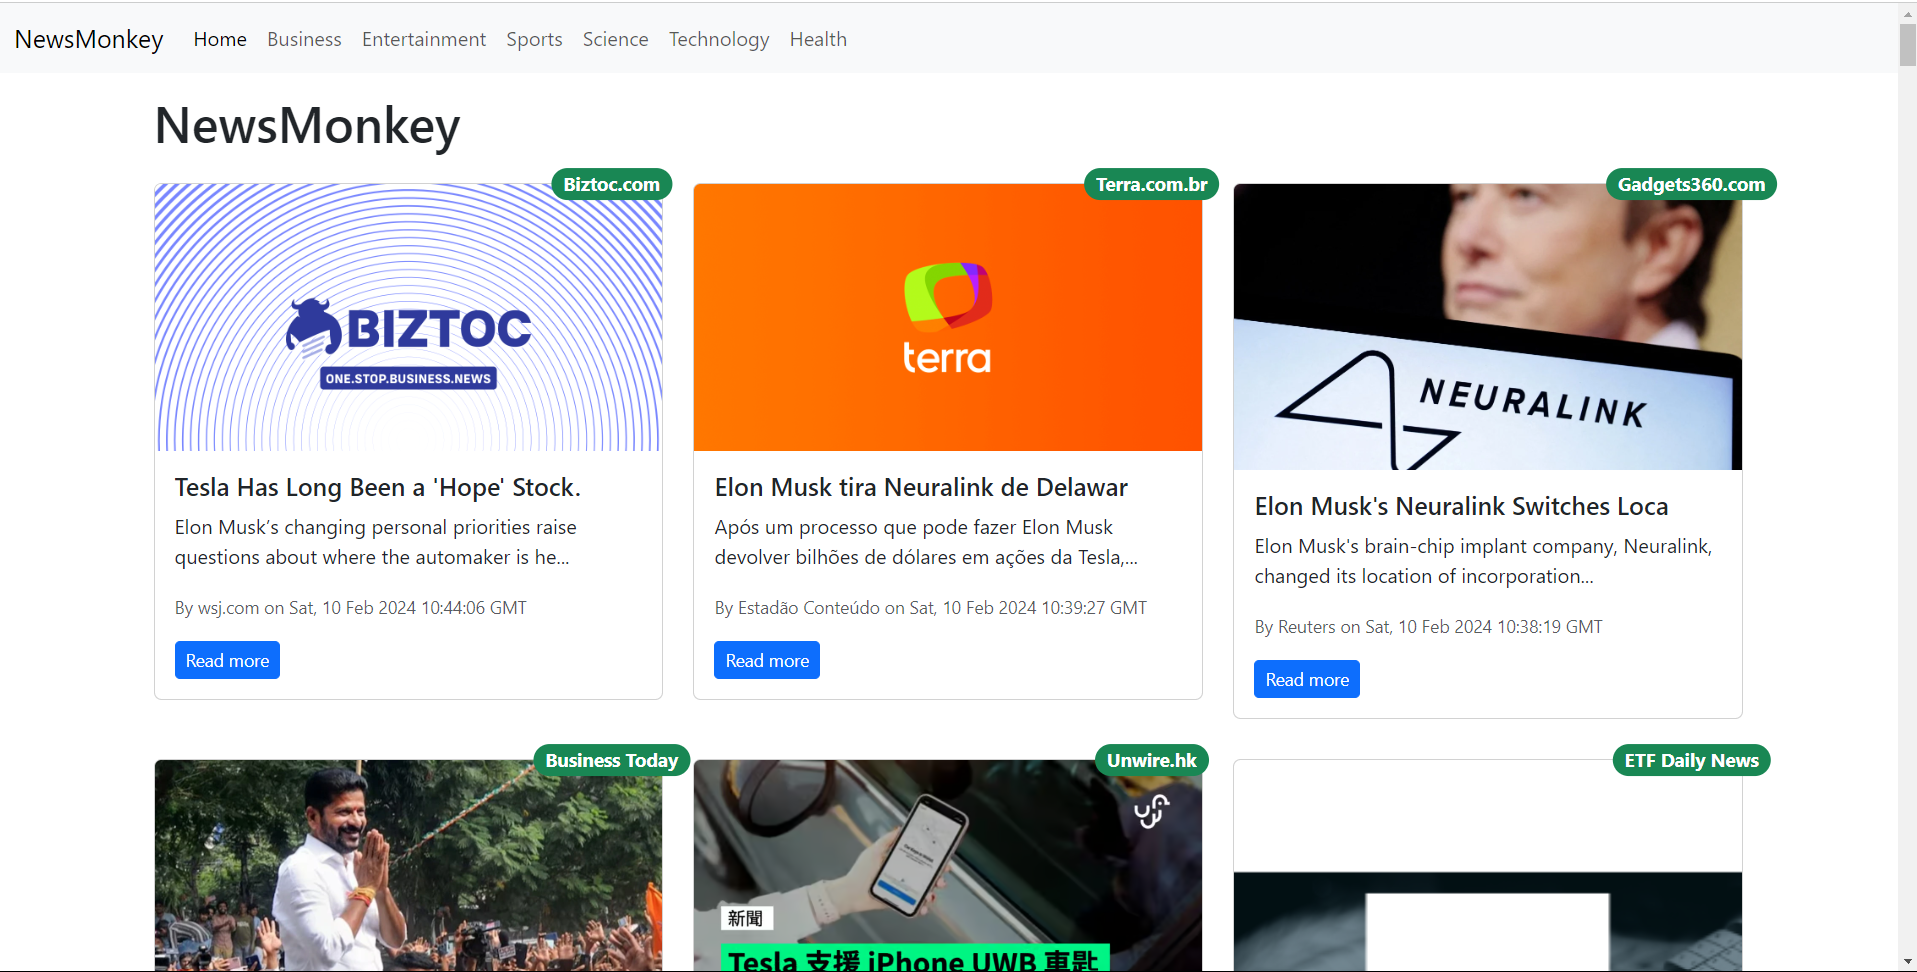 NewsMonkey Home Business Entertainment Sports Science Technology Health
NewsMonkey
Biztoc.com
BIZTOC
ONE.STOP.BUSINESS.NEWS
Tesla Has Long Been a 'Hope' Stock.
Elon Musk’s changing personal priorities raise
questions about where the automaker is he...
By wsj.com on Sat, 10 Feb 2024 10:44:06 GMT
Read more
Terra.com.br
terra
Elon Musk tira Neuralink de Delawar
Após um processo que pode fazer Elon Musk
devolver bilhões de dólares em ações da Tesla,...
By Estadão Conteúdo on Sat, 10 Feb 2024 10:39:27 GMT
Read more
Gadgets360.com
NEURALINK
Elon Musk's Neuralink Switches Loca
Elon Musk's brain-chip implant company, Neuralink,
changed its location of incorporation...
By Reuters on Sat, 10 Feb 2024 10:38:19 GMT
Read more
Business Today
Unwire.hk
新聞
Tesla 支援 iPhone UWB 車匙
ETF Daily News